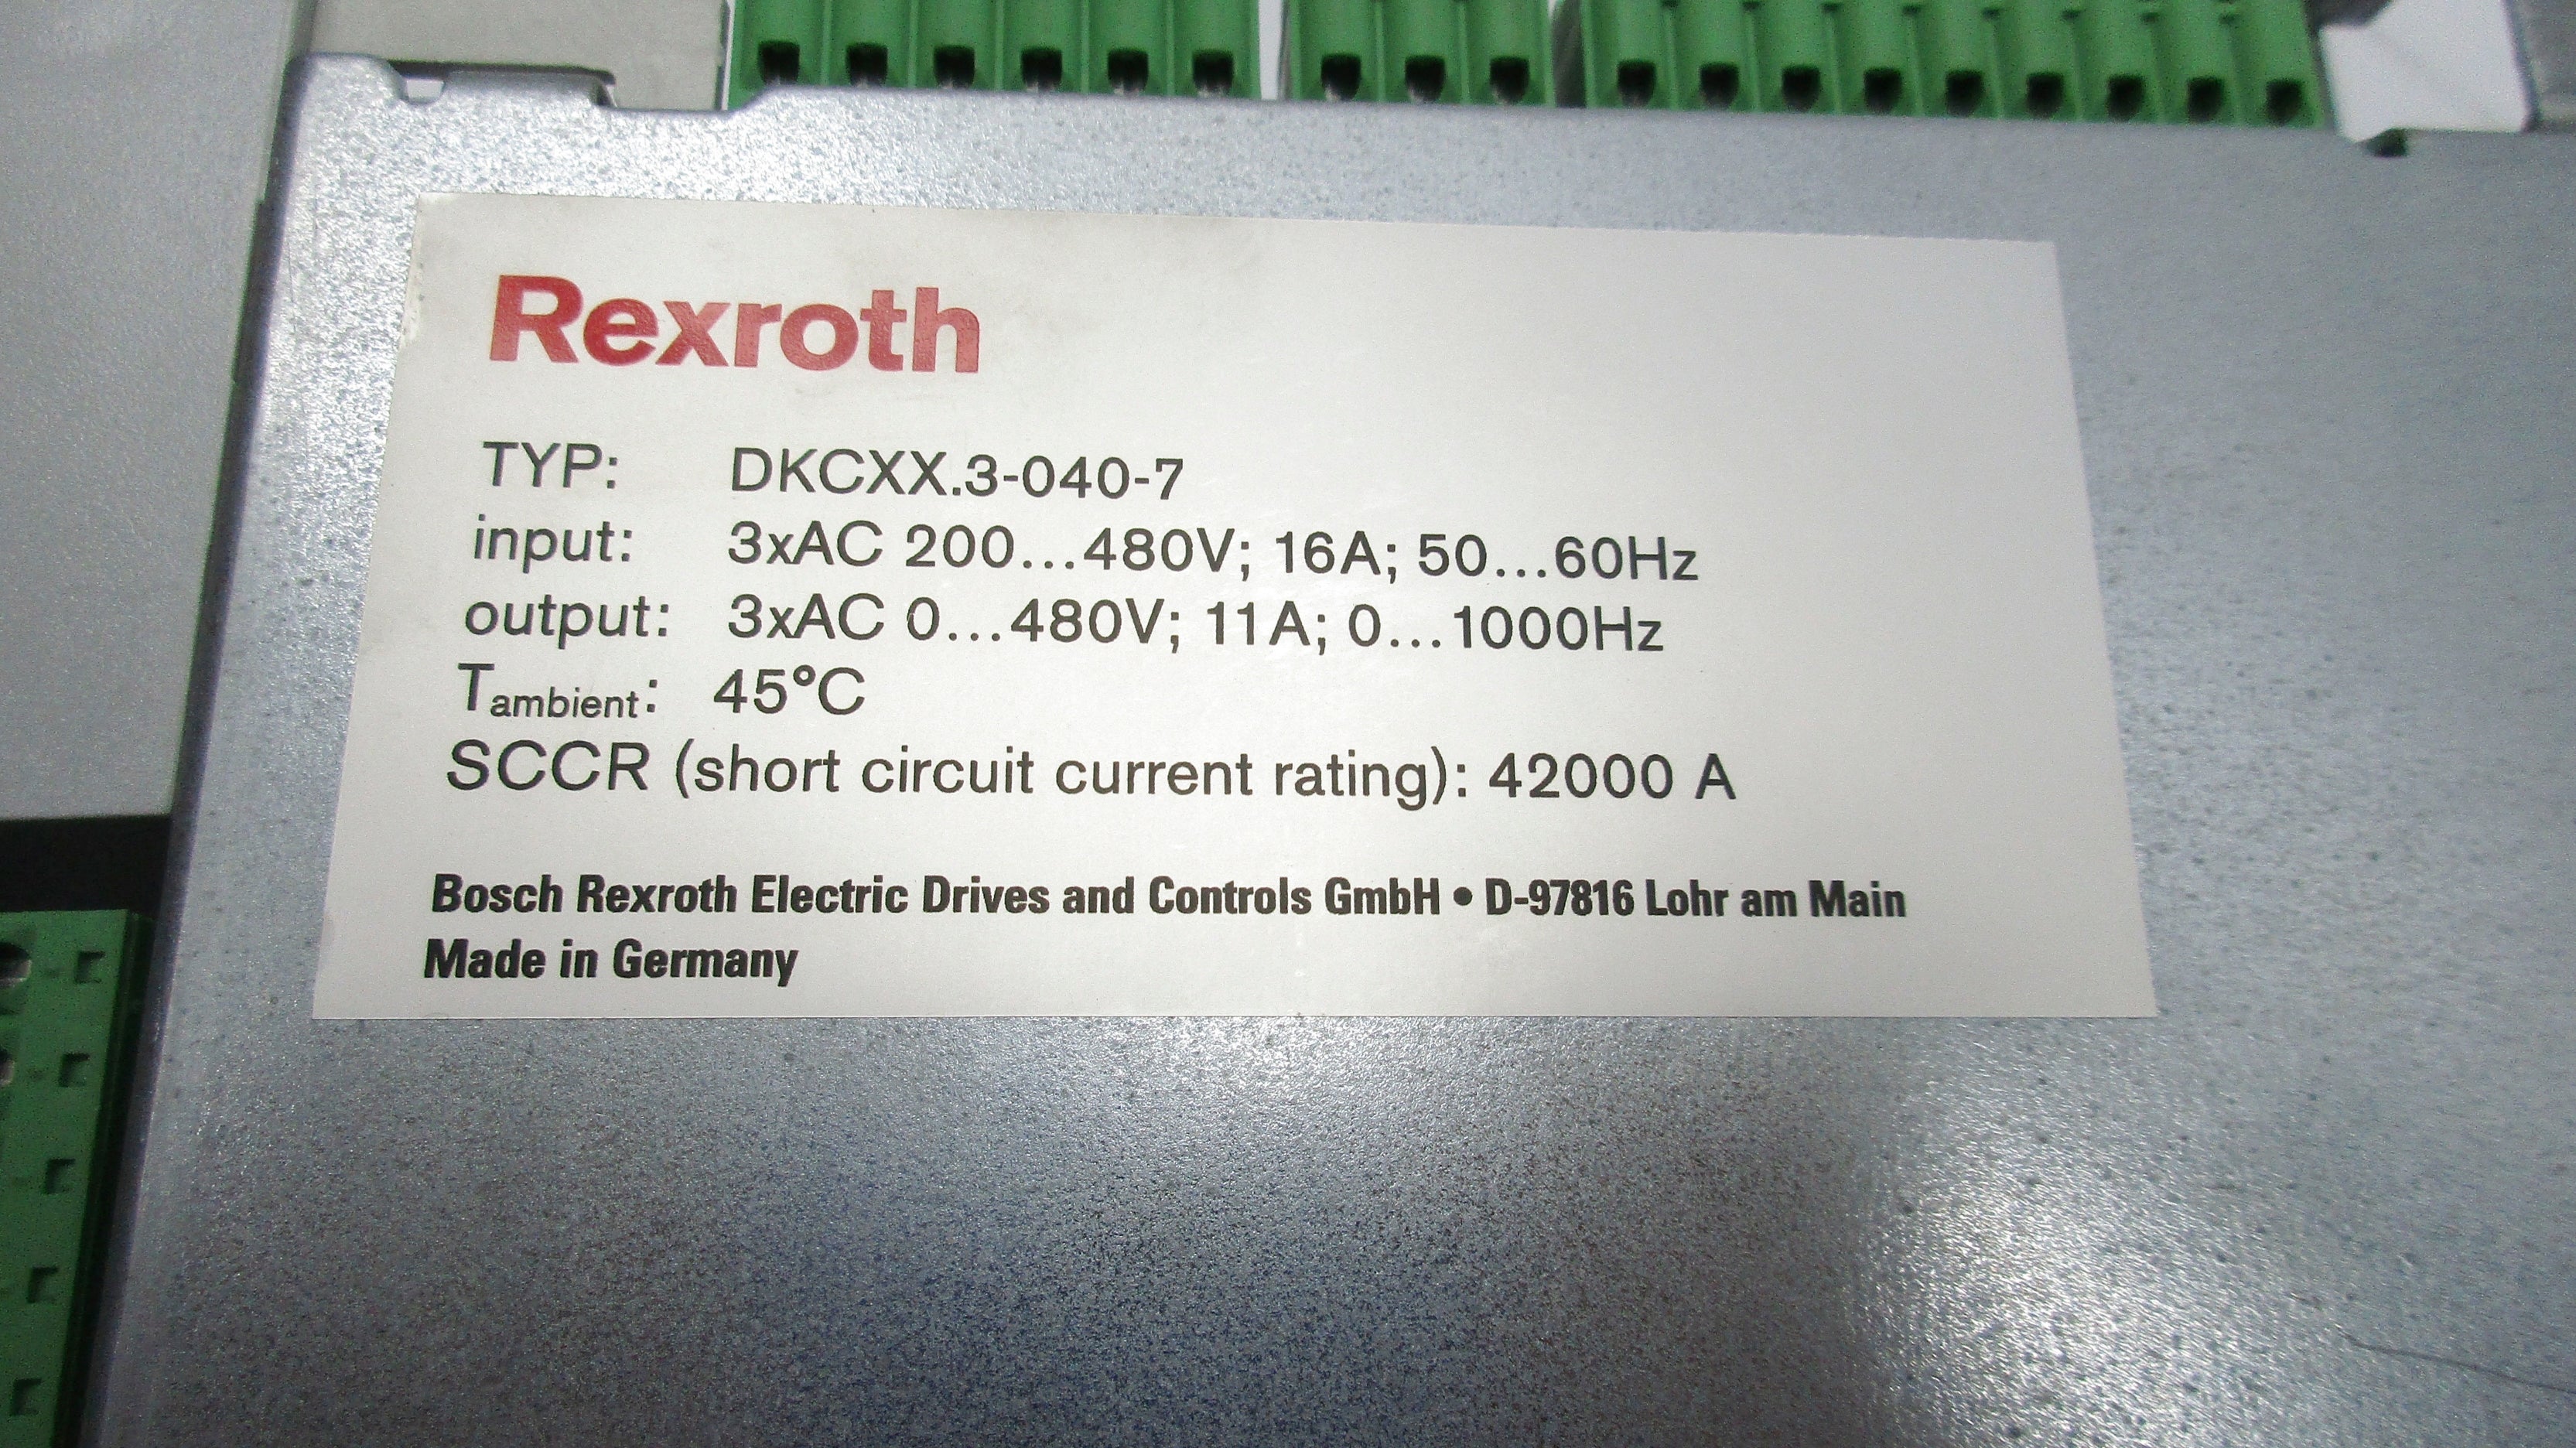 Rexroth
TYP: DKCXX.3-040-7
input: 3xAC 200...480V; 16A; 50...60Hz
output: 3xAC 0...480V; 11A; 0...1000Hz
Tambient: 45°C
SCCR (short circuit current rating): 42000 A
Bosch Rexroth Electric Drives and Controls GmbH • D-97816 Lohr am Main
Made in Germany